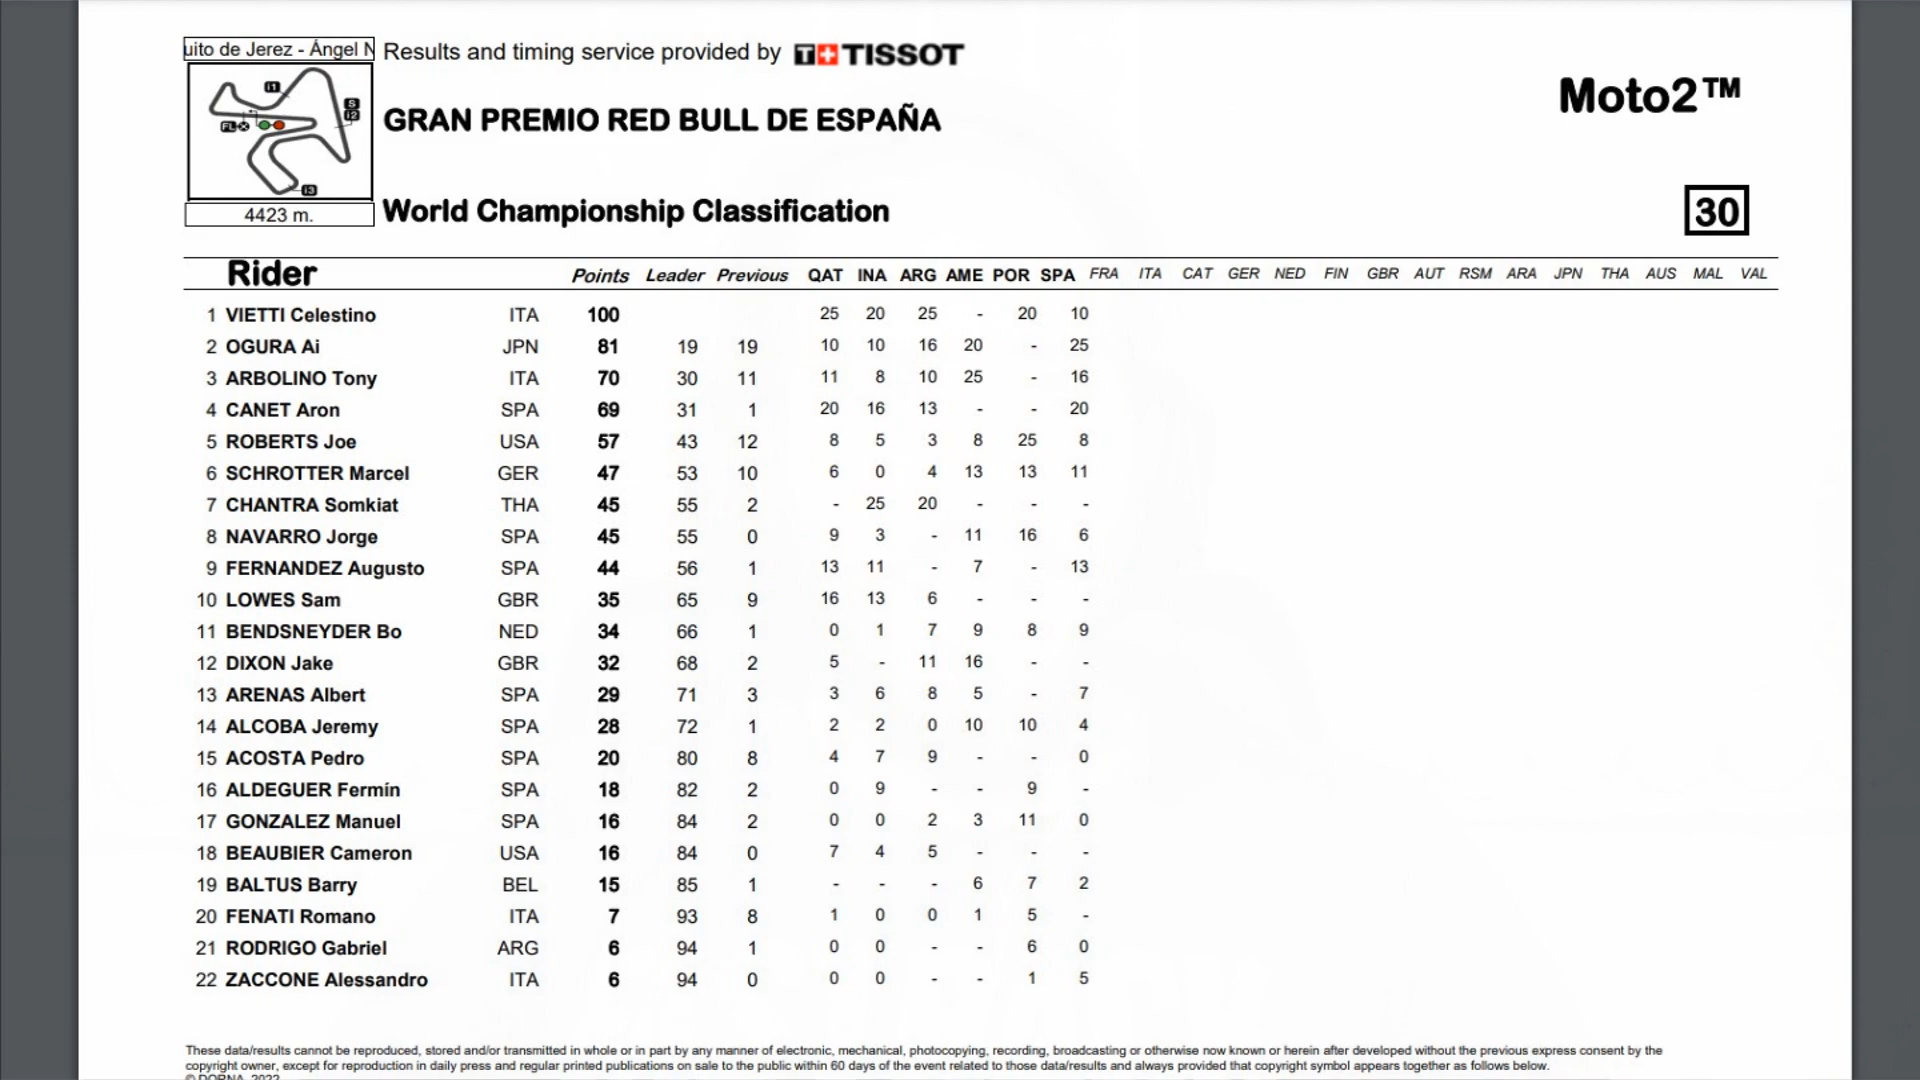 uito de Jerez - Ángel N
Results and timing service provided by T+ TISSOT
Moto2™
i1 S i2 FL i3
GRAN PREMIO RED BULL DE ESPAÑA
4423 m.
World Championship Classification
30
Rider Points Leader Previous QAT INA ARG AME POR SPA FRA ITA CAT GER NED FIN GBR AUT RSM ARA JPN THA AUS MAL VAL
1 VIETTI Celestino ITA 100 25 20 25 - 20 10
2 OGURA Ai JPN 81 19 19 10 10 16 20 - 25
3 ARBOLINO Tony ITA 70 30 11 11 8 10 25 - 16
4 CANET Aron SPA 69 31 1 20 16 13 - - 20
5 ROBERTS Joe USA 57 43 12 8 5 3 8 25 8
6 SCHROTTER Marcel GER 47 53 10 6 0 4 13 13 11
7 CHANTRA Somkiat THA 45 55 2 - 25 20 - - -
8 NAVARRO Jorge SPA 45 55 0 9 3 - 11 16 6
9 FERNANDEZ Augusto SPA 44 56 1 13 11 - 7 - 13
10 LOWES Sam GBR 35 65 9 16 13 6 - - -
11 BENDSNEYDER Bo NED 34 66 1 0 1 7 9 8 9
12 DIXON Jake GBR 32 68 2 5 - 11 16 - -
13 ARENAS Albert SPA 29 71 3 3 6 8 5 - 7
14 ALCOBA Jeremy SPA 28 72 1 2 2 0 10 10 4
15 ACOSTA Pedro SPA 20 80 8 4 7 9 - - 0
16 ALDEGUER Fermín SPA 18 82 2 0 9 - - 9 -
17 GONZALEZ Manuel SPA 16 84 2 0 0 2 3 11 0
18 BEAUBIER Cameron USA 16 84 0 7 4 5 - - -
19 BALTUS Barry BEL 15 85 1 - - - 6 7 2
20 FENATI Romano ITA 7 93 8 1 0 0 1 5 -
21 RODRIGO Gabriel ARG 6 94 1 0 0 - - 6 0
22 ZACCONE Alessandro ITA 6 94 0 0 0 - - 1 5
These data/results cannot be reproduced, stored and/or transmitted in whole or in part by any manner of electronic, mechanical, photocopying, recording, broadcasting or otherwise now known or herein after developed without the previous express consent by the
copyright owner, except for reproduction in daily press and regular printed publications on sale to the public within 60 days of the event related to those data/results and always provided that copyright symbol appears together as follows below.
© DORNA, 2022